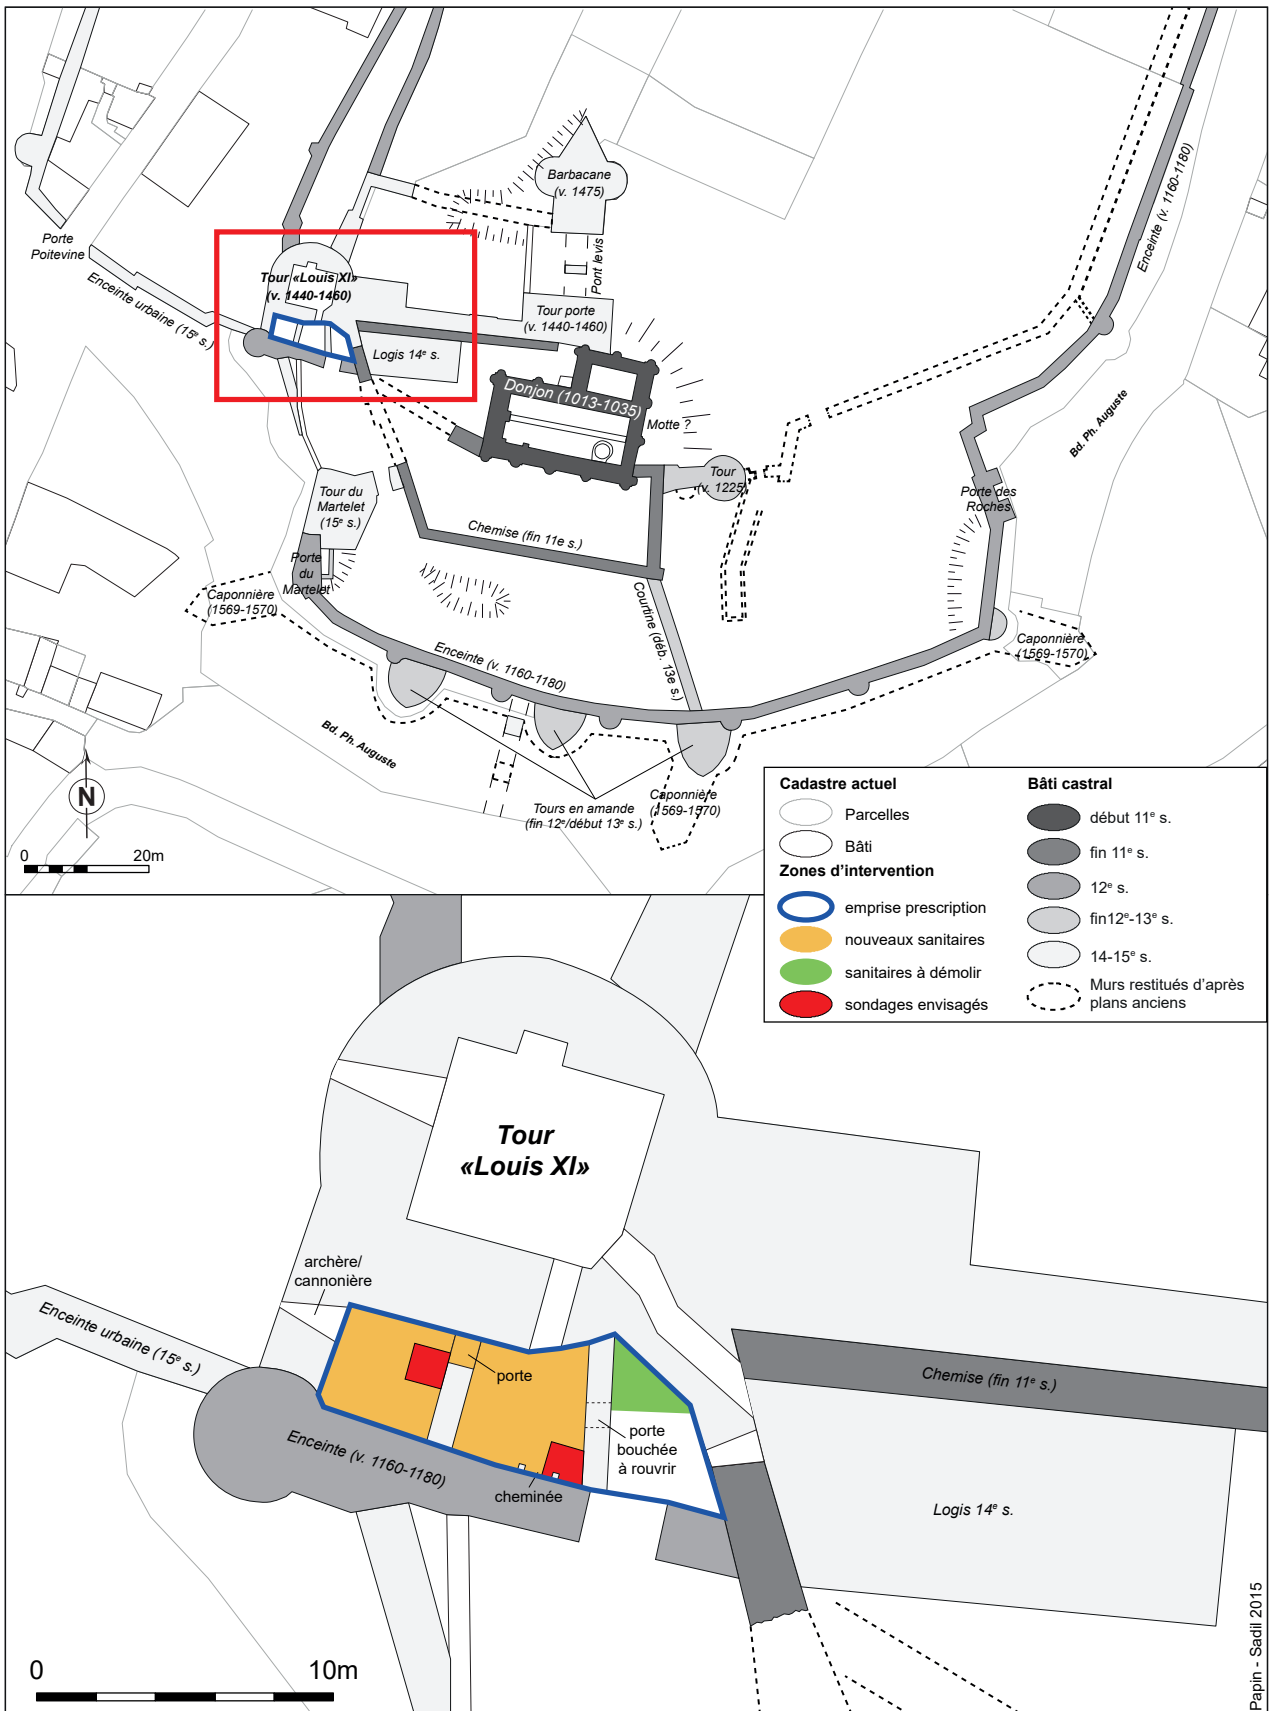 Barbacane
(v. 1475)
Porte
Poitevine
Enceinte urbaine (15e s.)
Tour «Louis XI»
(v. 1440-1460)
Pont levis
Tour porte
(v. 1440-1460)
Logis 14e s.
Donjon (1013-1035)
Motte ?
Enceinte (v. 1160-1180)
Bd. Ph. Auguste
Tour
(v. 1225)
Porte des
Roches
Tour du
Martelet
(15e s.)
Chemise (fin 11e s.)
Porte
du
Martelet
Caponnière
(1569-1570)
Courtine (déb. 13e s.)
Enceinte (v. 1160-1180)
Caponnière
(1569-1570)
Bd. Ph. Auguste
Tours en amande
(fin 12e/début 13e s.)
Caponnière
(1569-1570)
N
0 20m
Cadastre actuel
Parcelles
Bâti
Zones d'intervention
emprise prescription
nouveaux sanitaires
sanitaires à démolir
sondages envisagés
Bâti castral
début 11e s.
fin 11e s.
12e s.
fin12e-13e s.
14-15e s.
Murs restitués d'après
plans anciens
Tour
«Louis XI»
archère/
cannonière
Enceinte urbaine (15e s.)
porte
Chemise (fin 11e s.)
porte
bouchée
à rouvrir
Enceinte (v. 1160-1180)
cheminée
Logis 14e s.
0 10m
Papin - Sadil 2015